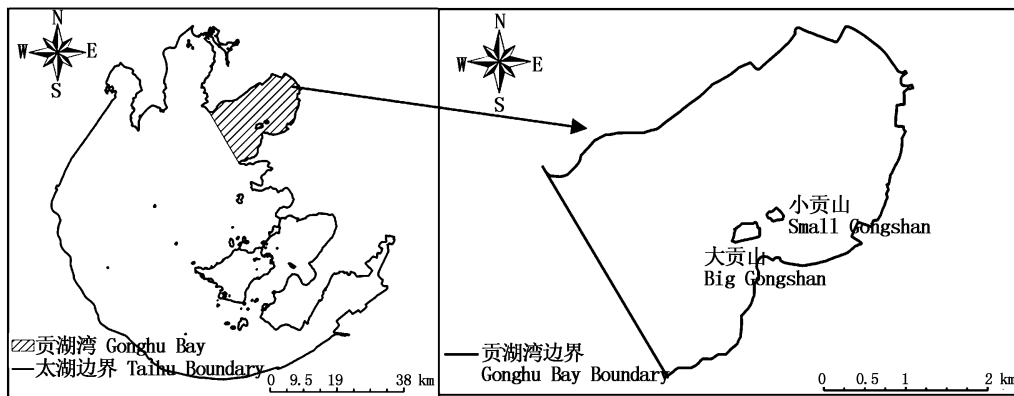 N
W E
S
贡湖湾 Gonghu Bay
太湖边界 Taihu Boundary
0 9.5 19 38 km
N
W E
S
小贡山
Small Gongshan
大贡山
Big Gongshan
贡湖湾边界
Gonghu Bay Boundary
0 0.5 1 2 km